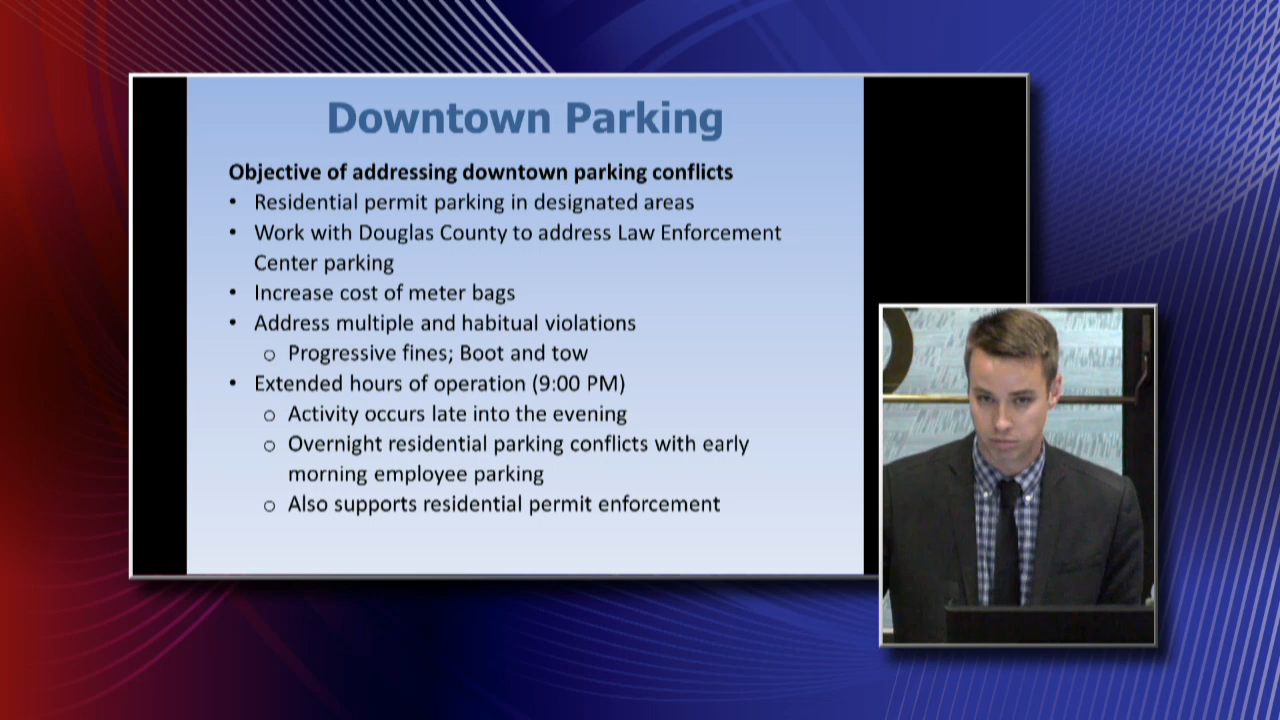 Downtown Parking
Objective of addressing downtown parking conflicts
• Residential permit parking in designated areas
• Work with Douglas County to address Law Enforcement
Center parking
• Increase cost of meter bags
• Address multiple and habitual violations
o Progressive fines; Boot and tow
• Extended hours of operation (9:00 PM)
o Activity occurs late into the evening
o Overnight residential parking conflicts with early
morning employee parking
o Also supports residential permit enforcement